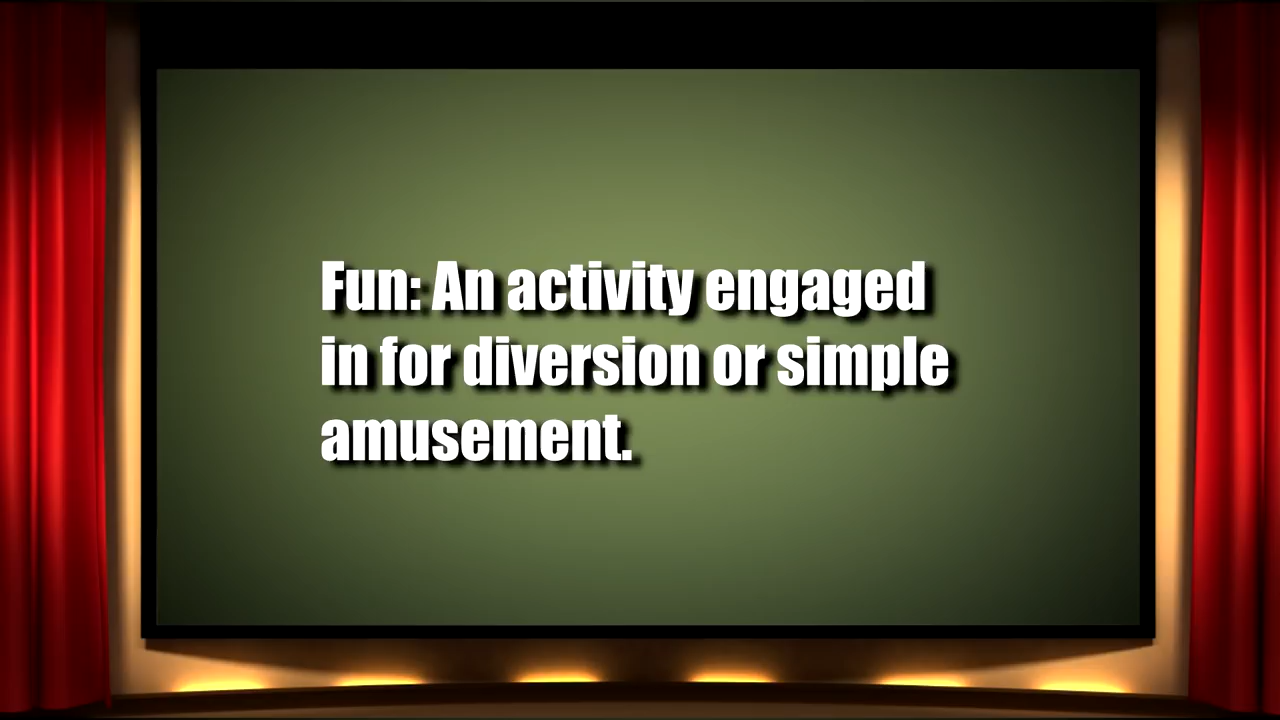 Fun: An activity engaged
in for diversion or simple
amusement.